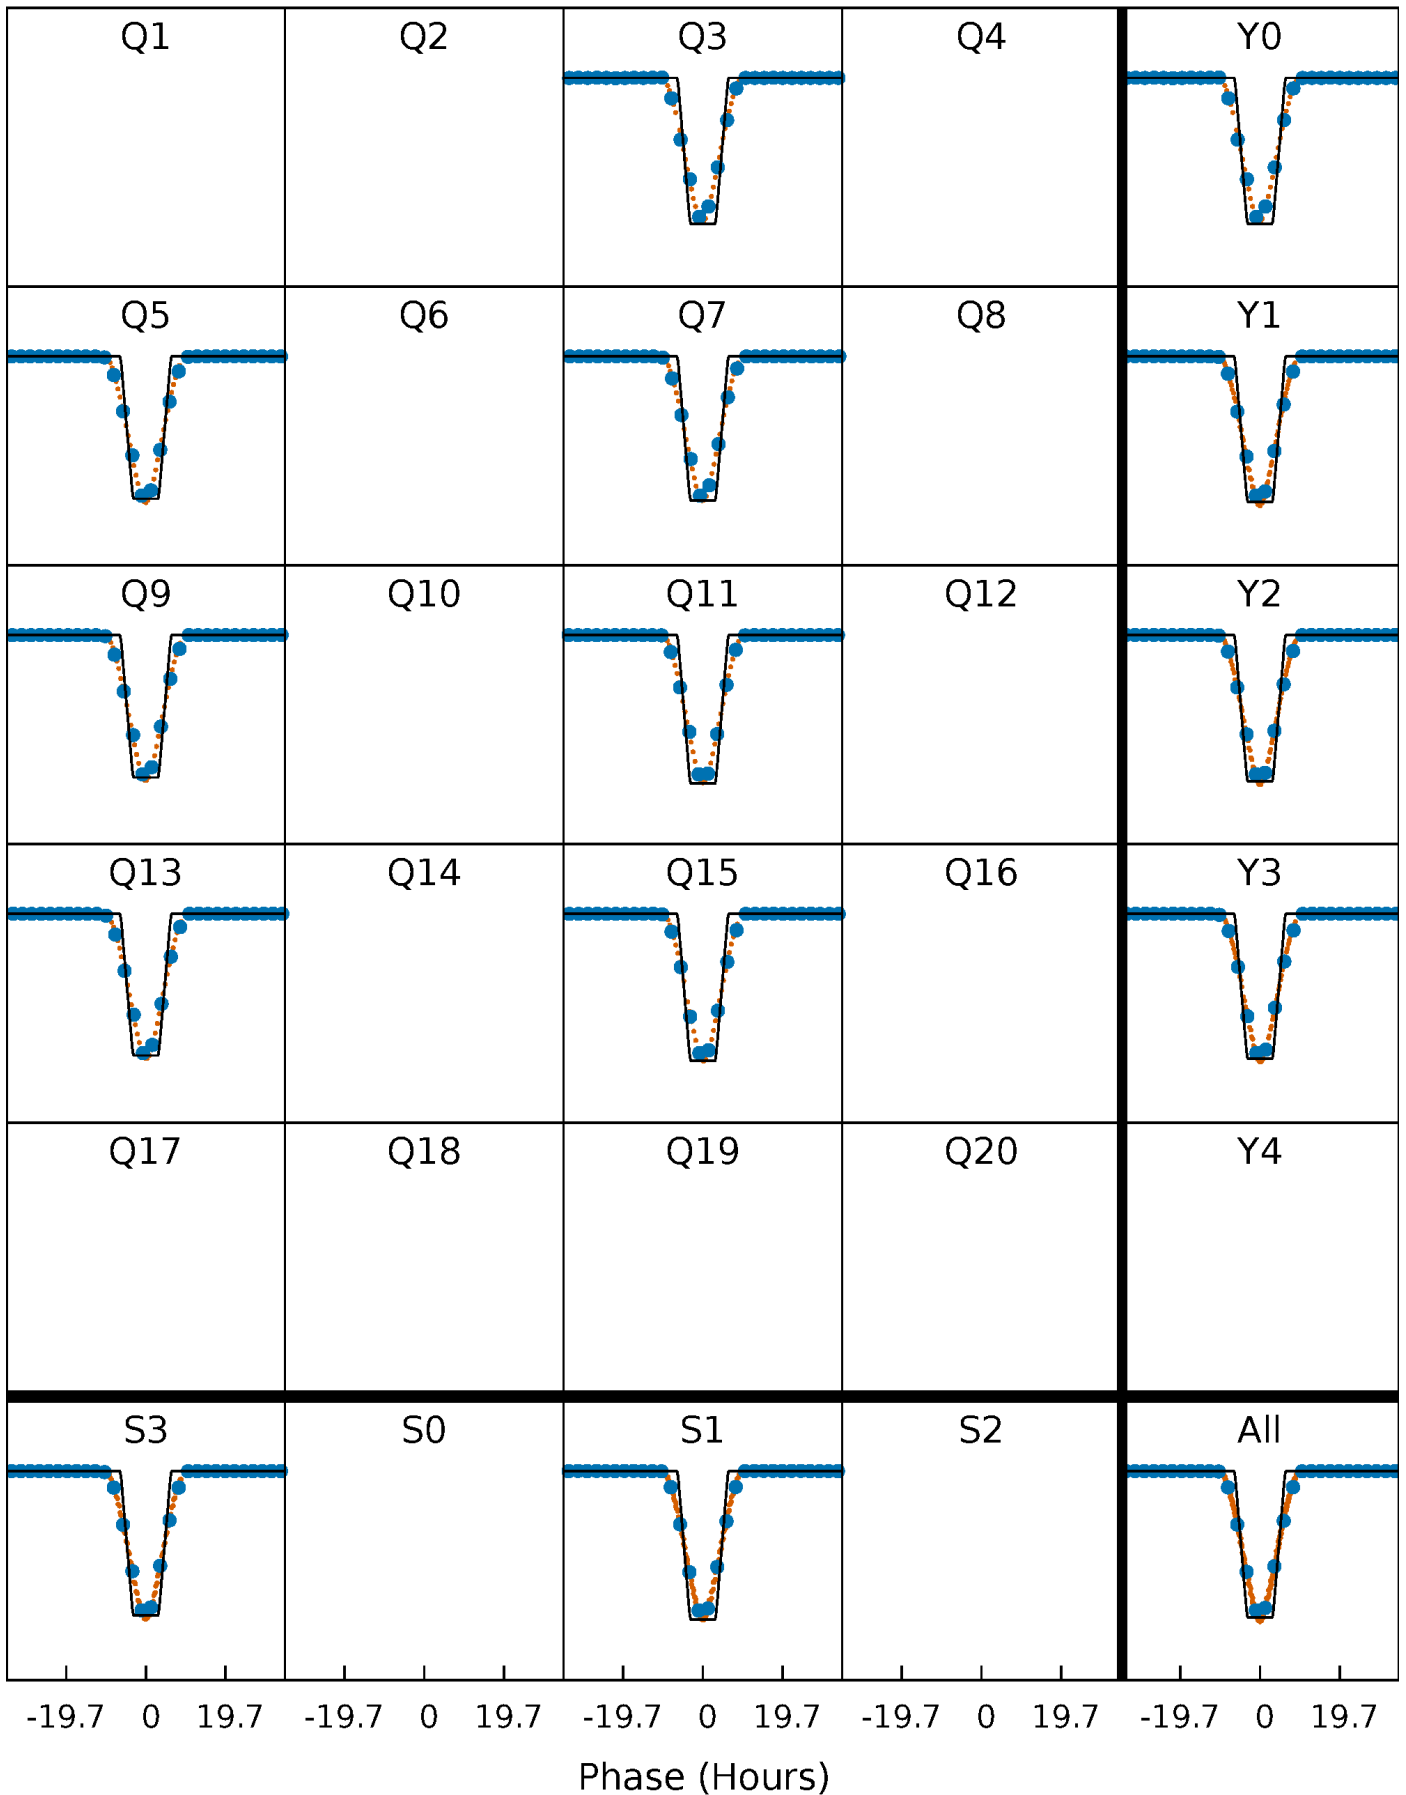 Q1 Q2 Q3 Q4 Y0
Q5 Q6 Q7 Q8 Y1
Q9 Q10 Q11 Q12 Y2
Q13 Q14 Q15 Q16 Y3
Q17 Q18 Q19 Q20 Y4
S3 S0 S1 S2 All
-19.7 0 19.7 -19.7 0 19.7 -19.7 0 19.7 -19.7 0 19.7 -19.7 0 19.7
Phase (Hours)